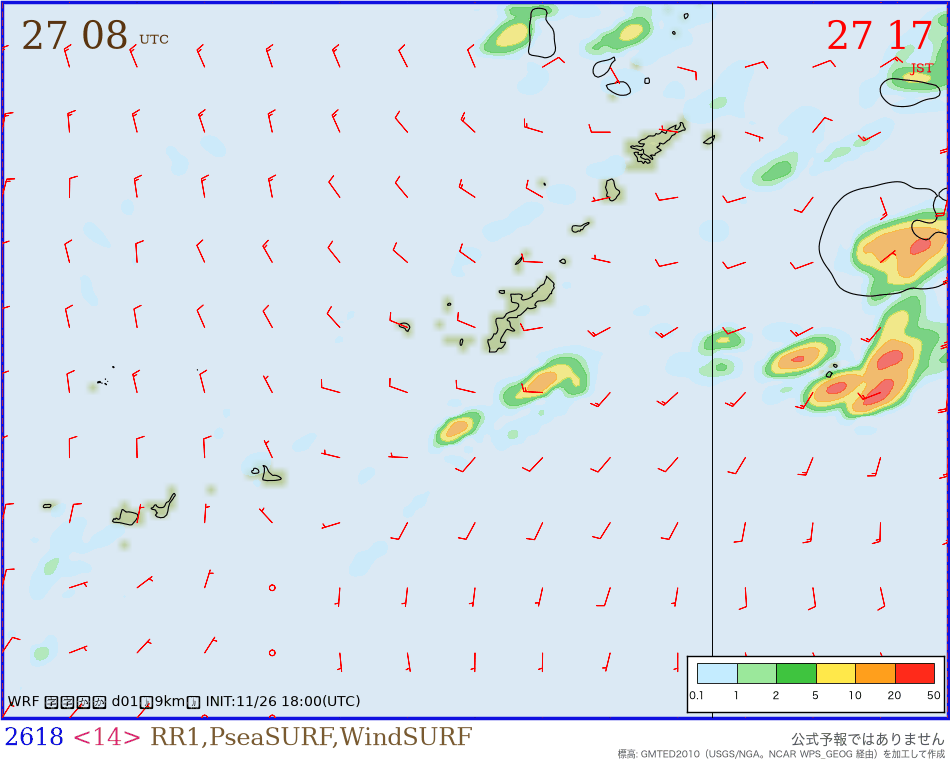 27 08 UTC
27 17
JST
0.1 1 2 5 10 20 50
WRF d01 9km INIT:11/26 18:00(UTC)
2618 <14> RR1,PseaSURF,WindSURF
公式予報ではありません
標高: GMTED2010（USGS/NGA。NCAR WPS_GEOG 経由）を加工して作成